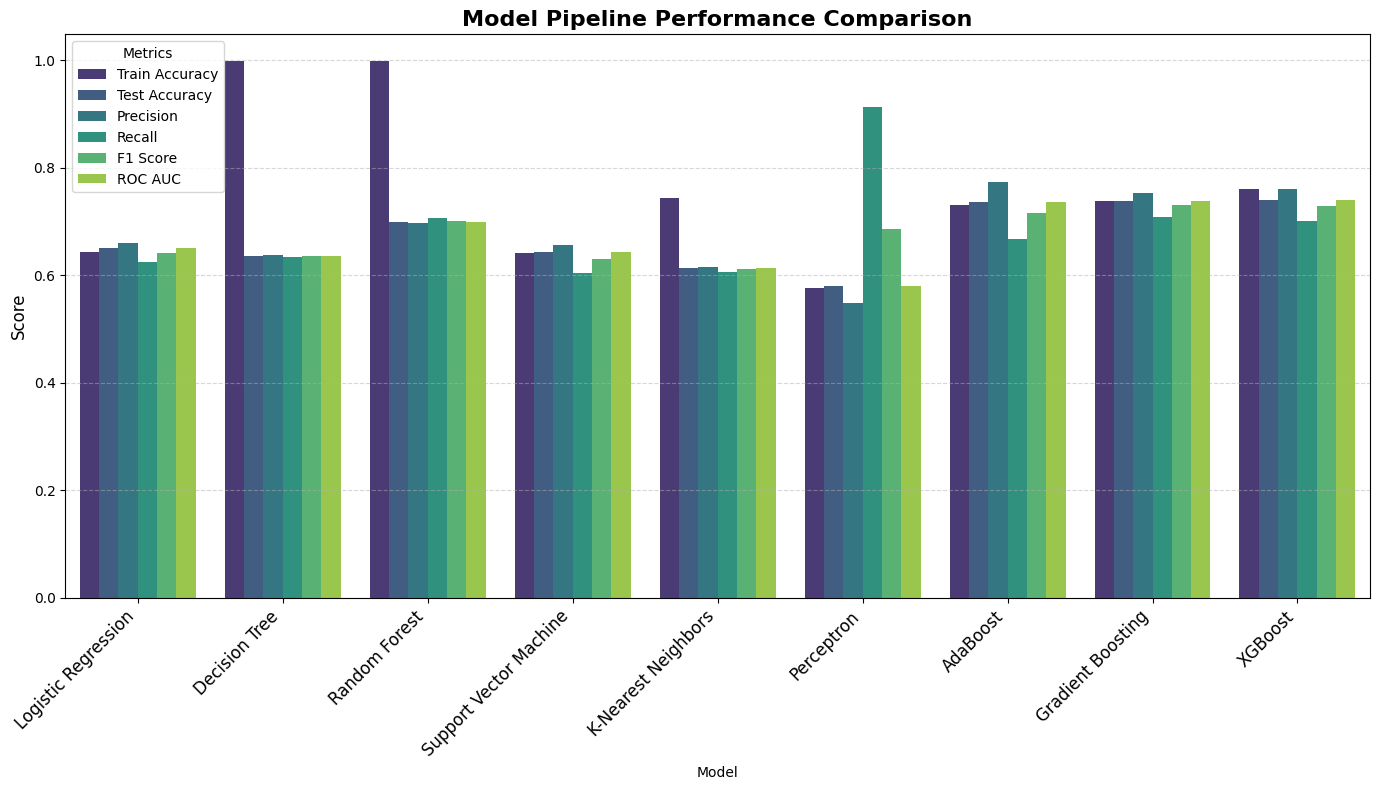 Model Pipeline Performance Comparison
Metrics
Train Accuracy
Test Accuracy
Precision
Recall
F1 Score
ROC AUC
Score
1.0
0.8
0.6
0.4
0.2
0.0
Logistic Regression
Decision Tree
Random Forest
Support Vector Machine
K-Nearest Neighbors
Perceptron
AdaBoost
Gradient Boosting
XGBoost
Model